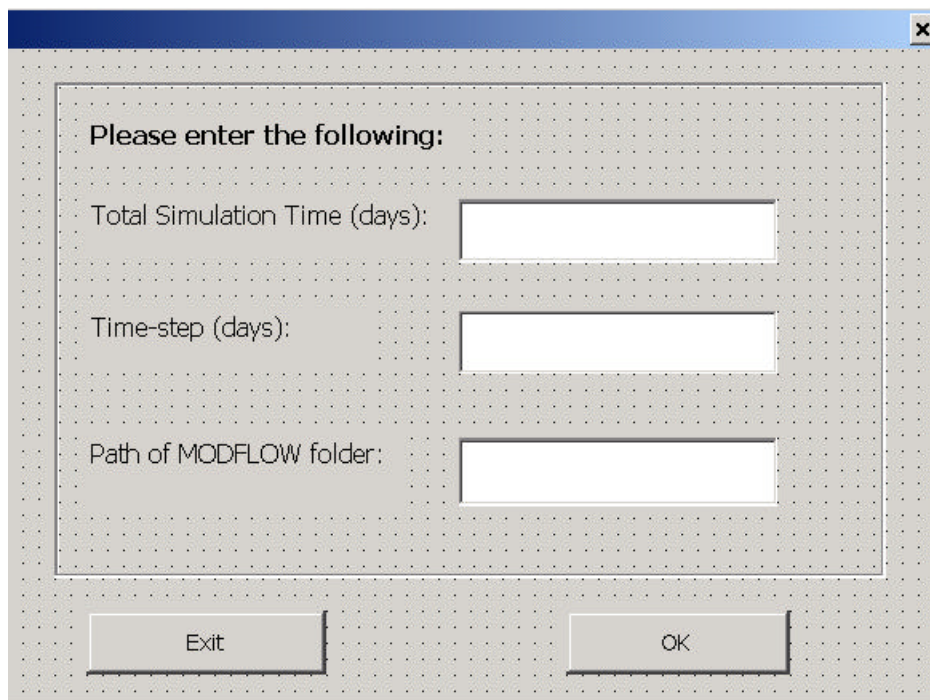 Please enter the following:
Total Simulation Time (days):
Time-step (days):
Path of MODFLOW folder:
Exit
OK